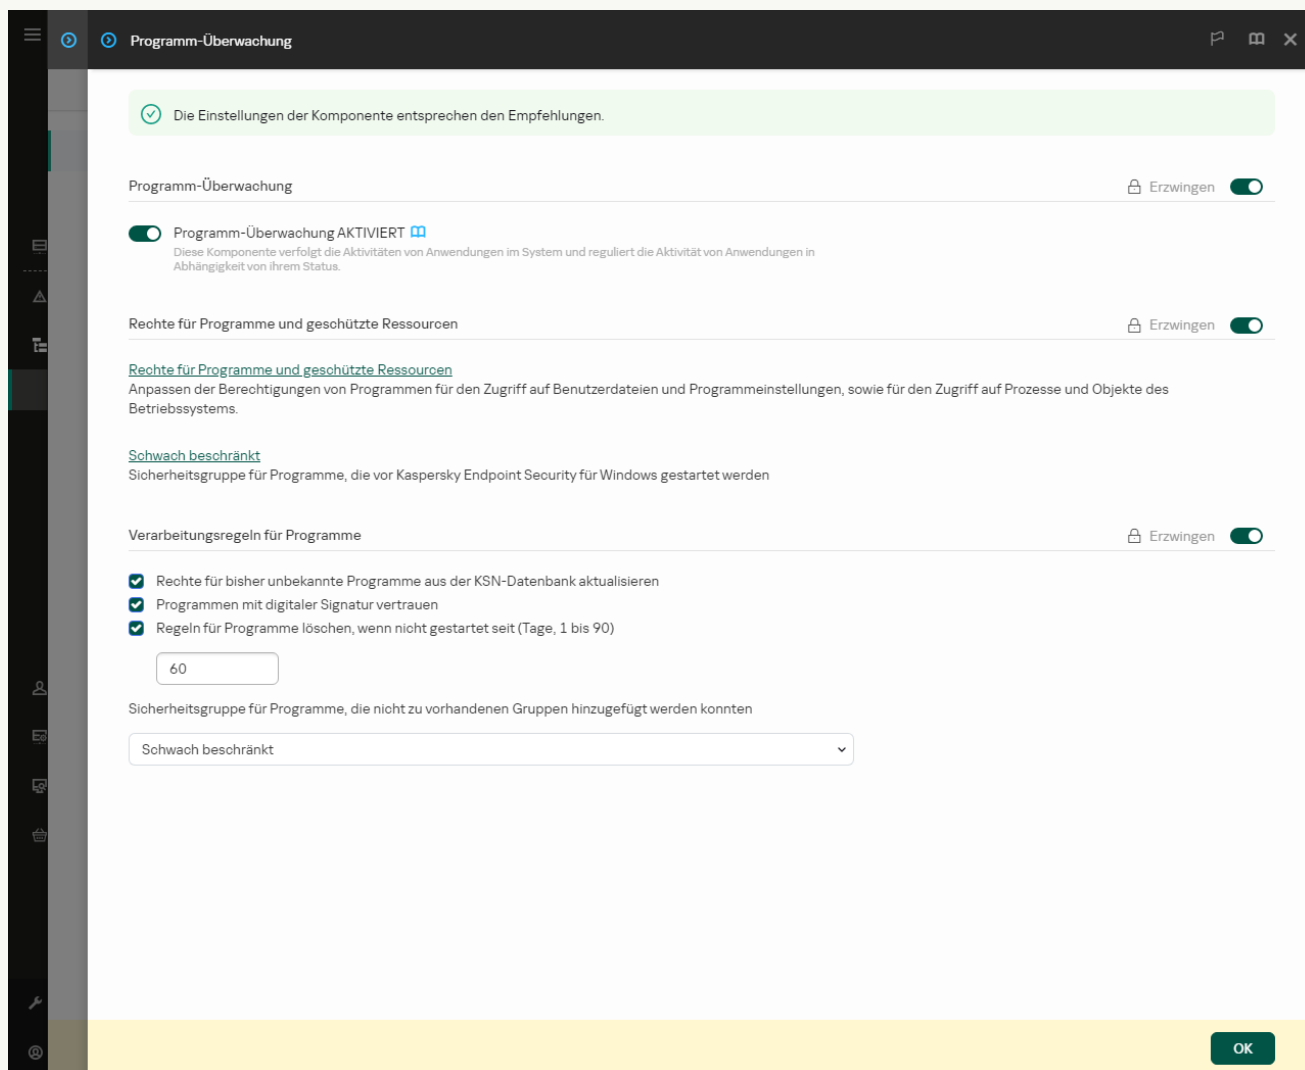 Programm-Überwachung
Die Einstellungen der Komponente entsprechen den Empfehlungen.
Programm-Überwachung
Erzwingen
Programm-Überwachung AKTIVIERT
Diese Komponente verfolgt die Aktivitäten von Anwendungen im System und reguliert die Aktivität von Anwendungen in
Abhängigkeit von ihrem Status.
Rechte für Programme und geschützte Ressourcen
Erzwingen
Rechte für Programme und geschützte Ressourcen
Anpassen der Berechtigungen von Programmen für den Zugriff auf Benutzerdateien und Programmeinstellungen, sowie für den Zugriff auf Prozesse und Objekte des
Betriebssystems.
Schwach beschränkt
Sicherheitsgruppe für Programme, die vor Kaspersky Endpoint Security für Windows gestartet werden
Verarbeitungsregeln für Programme
Erzwingen
Rechte für bisher unbekannte Programme aus der KSN-Datenbank aktualisieren
Programmen mit digitaler Signatur vertrauen
Regeln für Programme löschen, wenn nicht gestartet seit (Tage, 1 bis 90)
60
Sicherheitsgruppe für Programme, die nicht zu vorhandenen Gruppen hinzugefügt werden konnten
Schwach beschränkt
OK